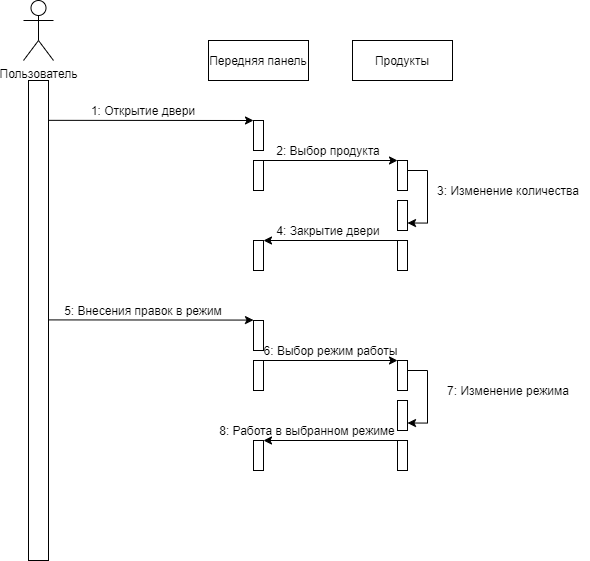 Пользователь
Передняя панель
Продукты
1: Открытие двери
2: Выбор продукта
3: Изменение количества
4: Закрытие двери
5: Внесения правок в режим
6: Выбор режим работы
7: Изменение режима
8: Работа в выбранном режиме